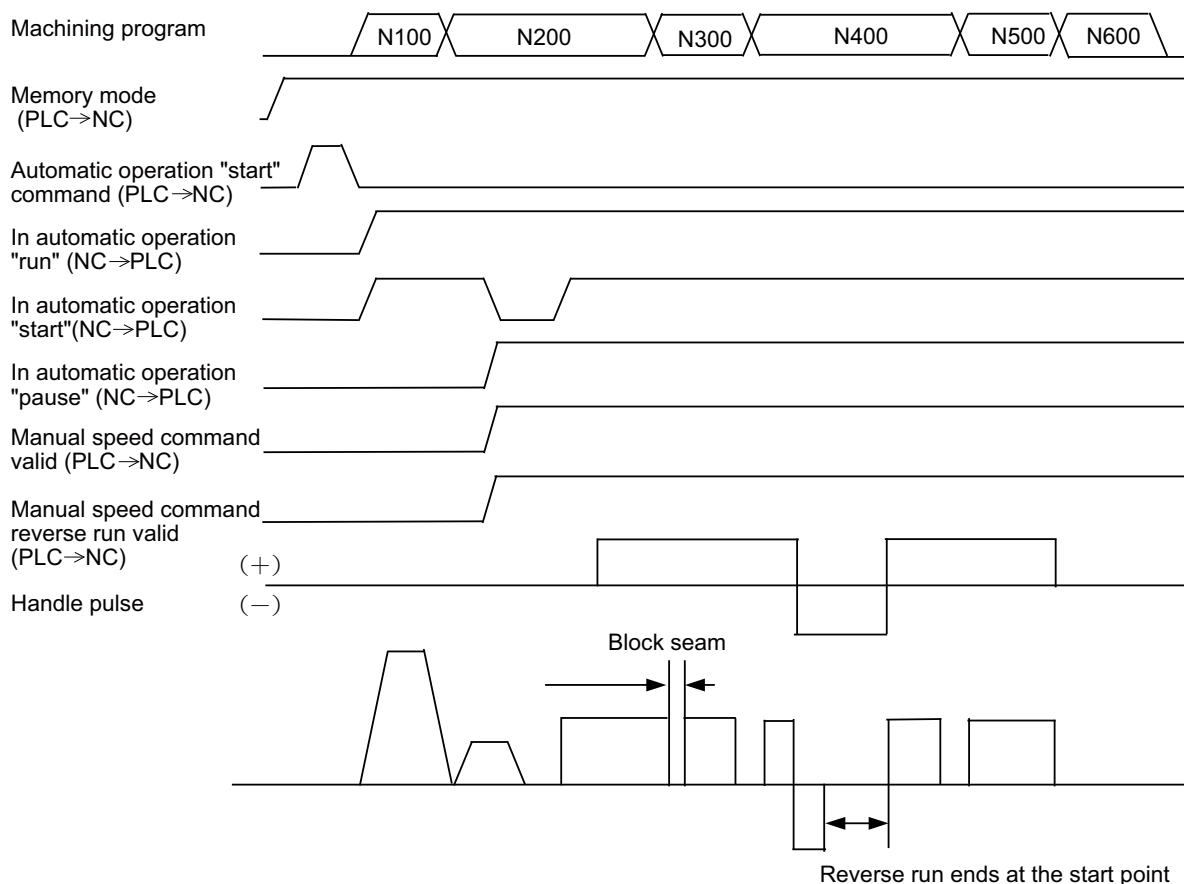 Machining program
N100 N200 N300 N400 N500 N600
Memory mode
(PLC→NC)
Automatic operation "start"
command (PLC→NC)
In automatic operation
"run" (NC→PLC)
In automatic operation
"start"(NC→PLC)
In automatic operation
"pause" (NC→PLC)
Manual speed command
valid (PLC→NC)
Manual speed command
reverse run valid
(PLC→NC)
(+)
Handle pulse (−)
Block seam
Reverse run ends at the start point